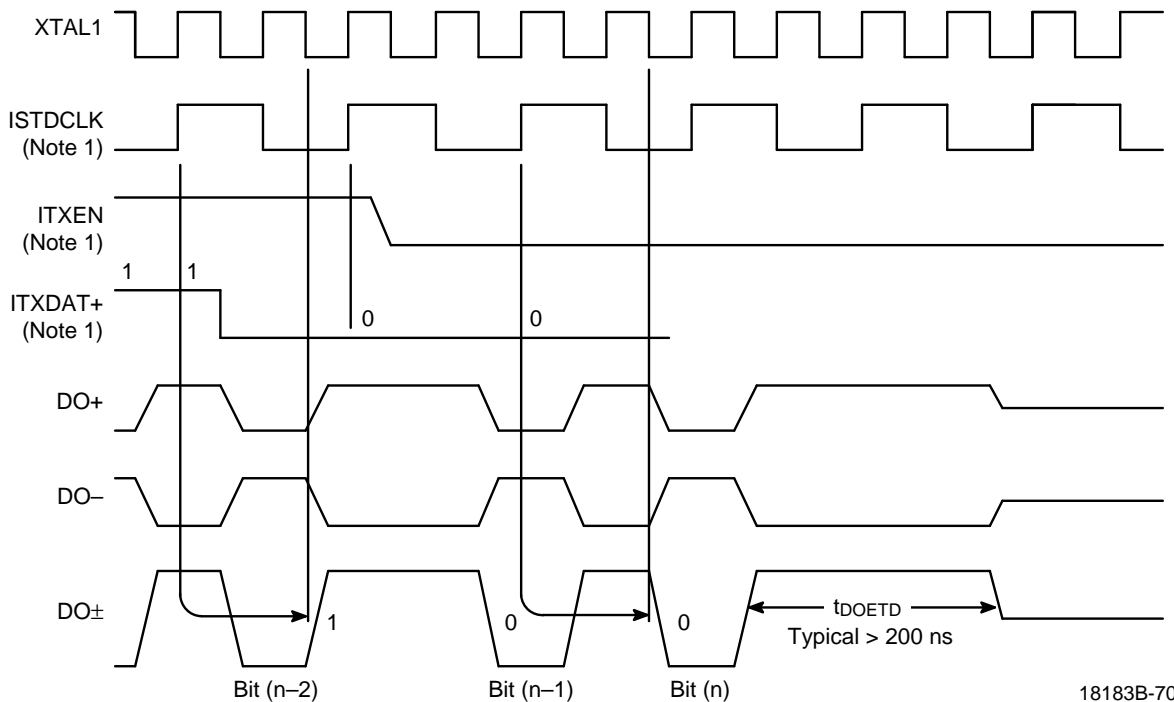 XTAL1
ISTDCLK
(Note 1)
ITXEN
(Note 1)
1 1
ITXDAT+
(Note 1)
0 0
DO+
DO–
DO±
1 0 0
tDOETD
Typical > 200 ns
Bit (n–2) Bit (n–1) Bit (n)
18183B-70